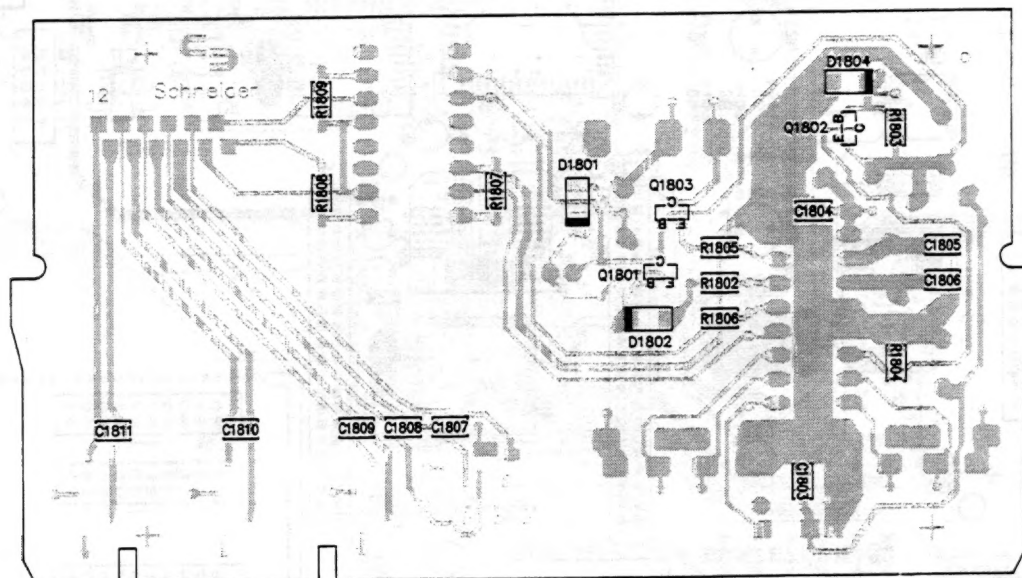 D1804
12
Schneider
R1809
Q1802
E B
C
R1803
D1801
R1808
R1807
Q1803
C
B E
C1804
R1805
C1805
Q1801
C
B E
R1802
C1806
R1806
D1802
R1804
C1811
C1810
C1809
C1808
C1807
C1803